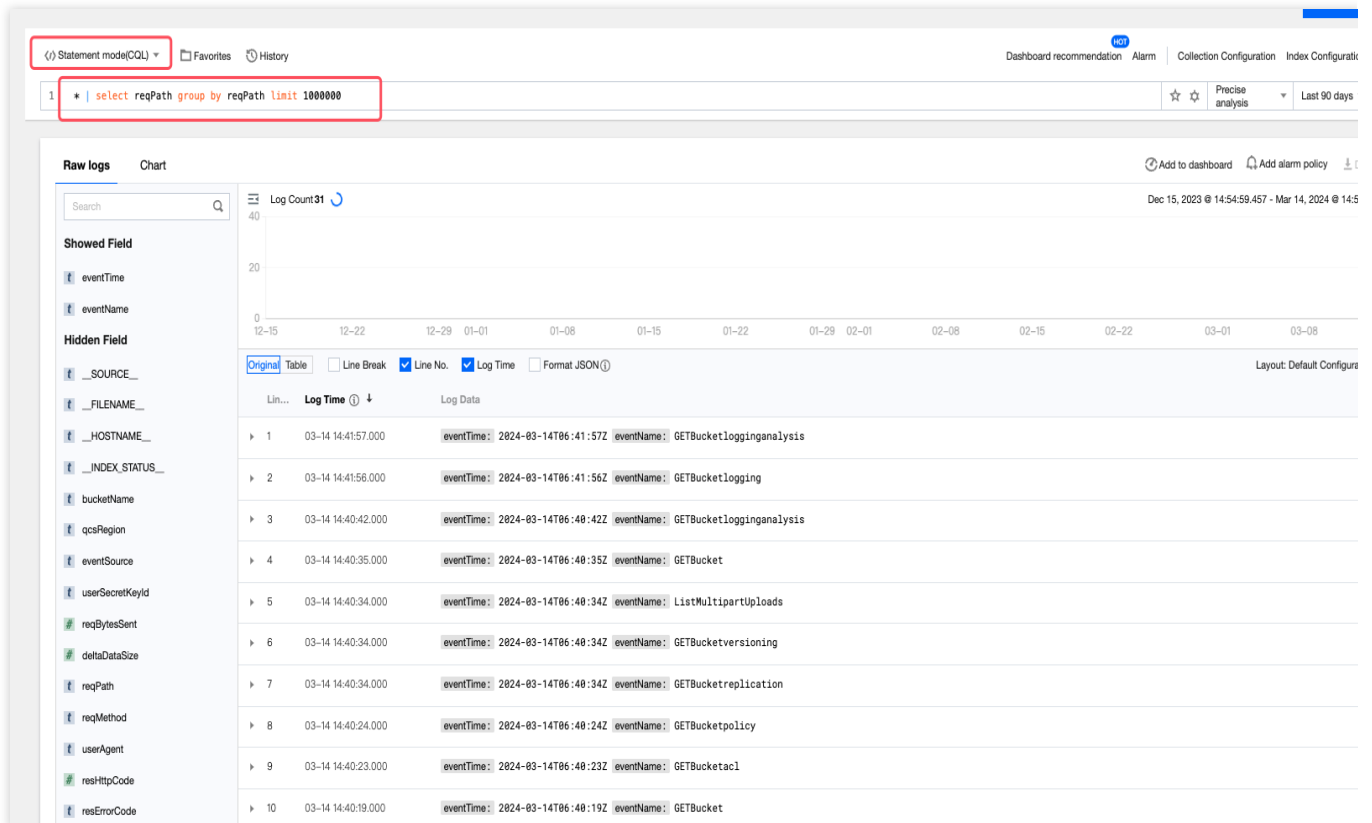 Statement mode(CQL) Favorites History HOT Dashboard recommendation Alarm Collection Configuration Index Configuratio
1 * | select reqPath group by reqPath limit 1000000 Precise analysis Last 90 days
Raw logs Chart Add to dashboard Add alarm policy
Search Log Count 31 Dec 15, 2023 @ 14:54:59.457 - Mar 14, 2024 @ 14:5
40
Showed Field
20
eventTime
eventName
0
12-15 12-22 12-29 01-01 01-08 01-15 01-22 01-29 02-01 02-08 02-15 02-22 03-01 03-08
Hidden Field
Original Table Line Break Line No. Log Time Format JSON Layout: Default Configura
t __SOURCE__
Lin... Log Time Log Data
t __FILENAME__
t __HOSTNAME__
1 03-14 14:41:57.000 eventTime: 2024-03-14T06:41:57Z eventName: GETBucketlogginganalysis
t __INDEX_STATUS__
2 03-14 14:41:56.000 eventTime: 2024-03-14T06:41:56Z eventName: GETBucketlogging
t bucketName
3 03-14 14:40:42.000 eventTime: 2024-03-14T06:40:42Z eventName: GETBucketlogginganalysis
t qcsRegion
t eventSource
4 03-14 14:40:35.000 eventTime: 2024-03-14T06:40:35Z eventName: GETBucket
t userSecretKeyId
5 03-14 14:40:34.000 eventTime: 2024-03-14T06:40:34Z eventName: ListMultipartUploads
# reqBytesSent
6 03-14 14:40:34.000 eventTime: 2024-03-14T06:40:34Z eventName: GETBucketversioning
# deltaDataSize
t reqPath
7 03-14 14:40:34.000 eventTime: 2024-03-14T06:40:34Z eventName: GETBucketreplication
t reqMethod
8 03-14 14:40:24.000 eventTime: 2024-03-14T06:40:24Z eventName: GETBucketpolicy
t userAgent
9 03-14 14:40:23.000 eventTime: 2024-03-14T06:40:23Z eventName: GETBucketacl
# resHttpCode
10 03-14 14:40:19.000 eventTime: 2024-03-14T06:40:19Z eventName: GETBucket
t resErrorCode